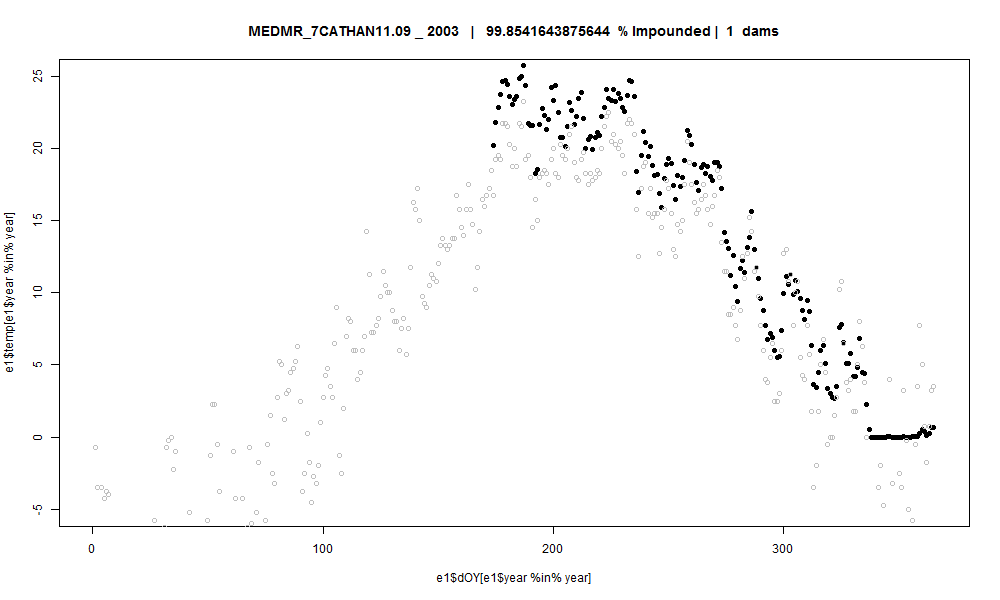 MEDMR_7CATHAN11.09 _ 2003 | 99.8541643875644 % Impounded | 1 dams
e1$temp[e1$year %in% year]
25
20
15
10
5
0
-5
0 100 200 300
e1$dOY[e1$year %in% year]